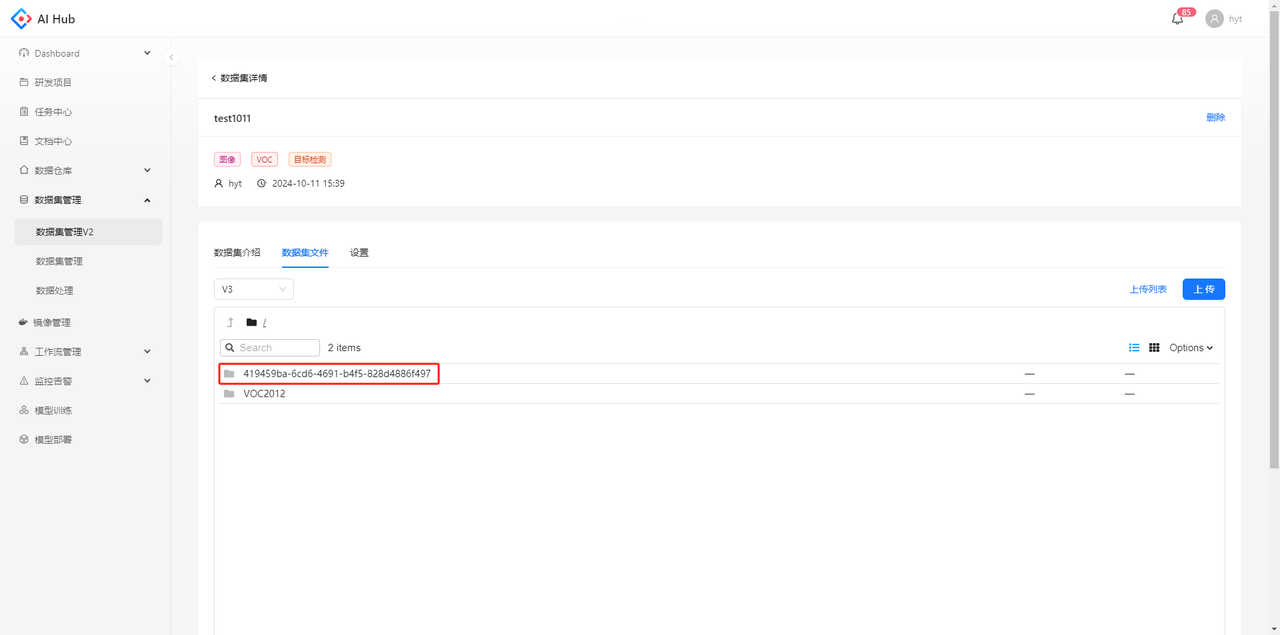 AI Hub
85
hyt
Dashboard
研发项目
任务中心
文档中心
数据仓库
数据集管理
数据集管理V2
数据集管理
数据处理
镜像管理
工作流管理
监控告警
模型训练
模型部署
数据集详情
test1011
删除
图像 VOC 目标检测
hyt 2024-10-11 15:39
数据集介绍 数据集文件 设置
V3
上传列表 上传
/
Search 2 items Options
419459ba-6cd6-4691-b4f5-828d4886f497 — —
VOC2012 — —